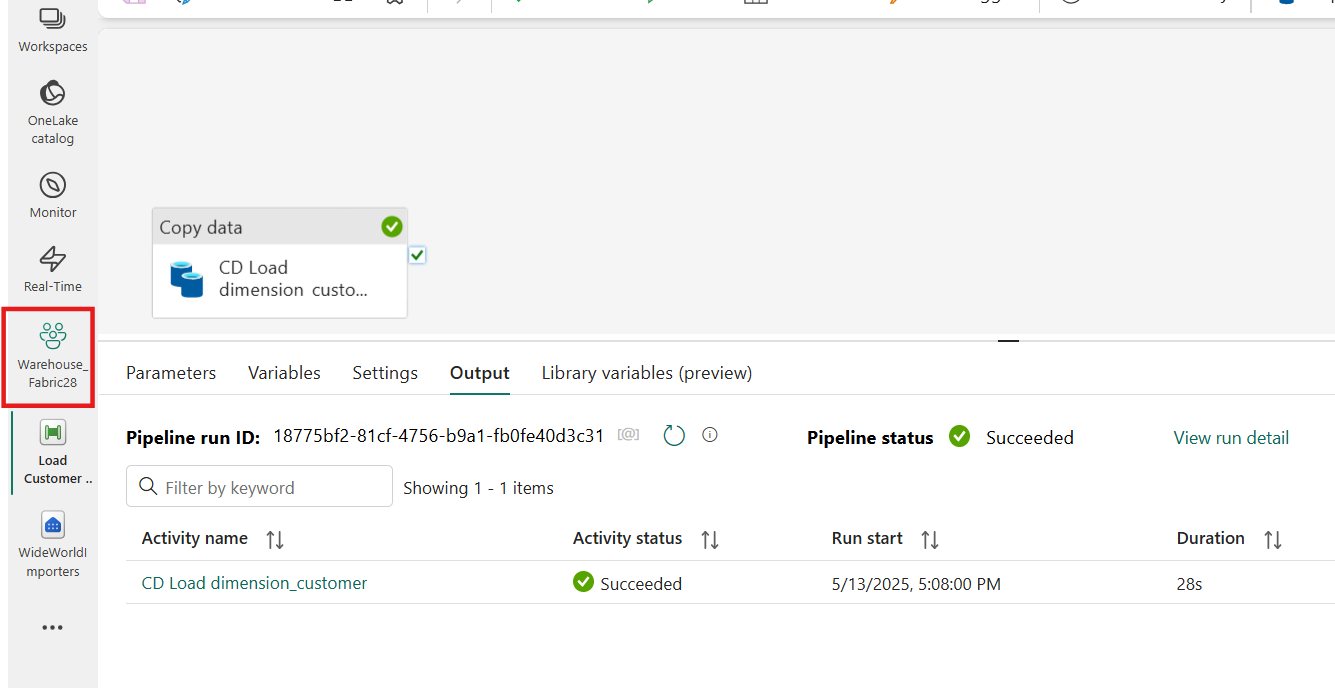 Workspaces
OneLake
catalog
Monitor
Real-Time
Warehouse_
Fabric28
Load
Customer ..
WideWorldI
mporters
Copy data
CD Load
dimension_custo...
Parameters
Variables
Settings
Output
Library variables (preview)
Pipeline run ID: 18775bf2-81cf-4756-b9a1-fb0fe40d3c31
Pipeline status Succeeded
View run detail
Filter by keyword
Showing 1 - 1 items
Activity name
Activity status
Run start
Duration
CD Load dimension_customer
Succeeded
5/13/2025, 5:08:00 PM
28s